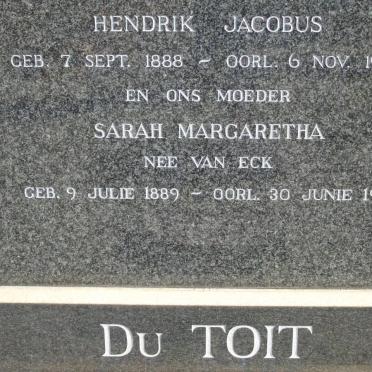 HENDRIK JACOBUS
GEB. 7 SEPT. 1888 ~ OORL. 6 NOV.
EN ONS MOEDER
SARAH MARGARETHA
NEE VAN ECK
GEB. 9 JULIE 1889 ~ OORL. 30 JUNIE
DU TOIT